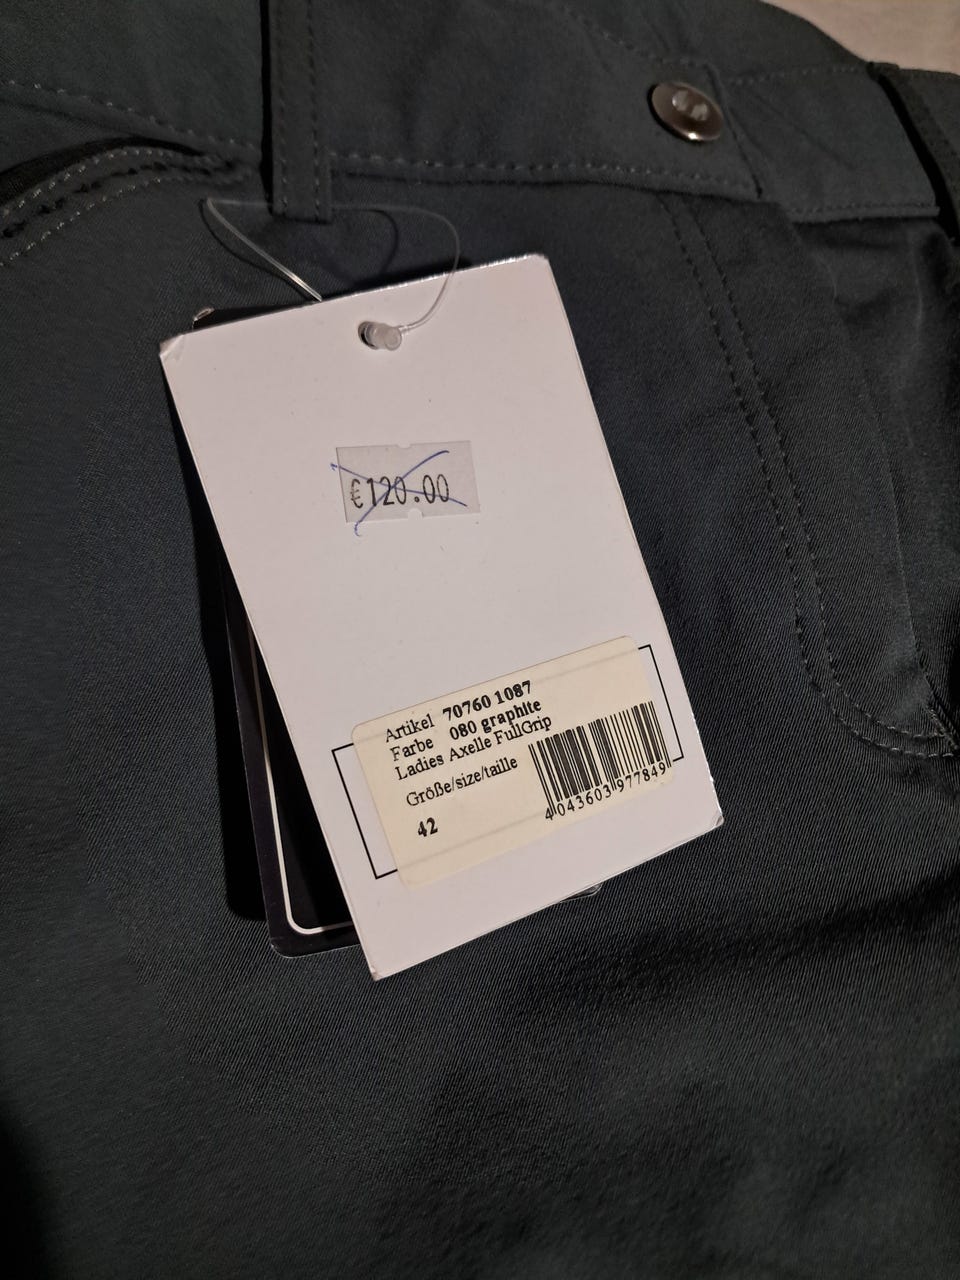 €120.00
Artikel 70760 1087
Farbe 080 graphite
Ladies Axelle FullGrip
Größe/size/taille
42
4 043603 977849